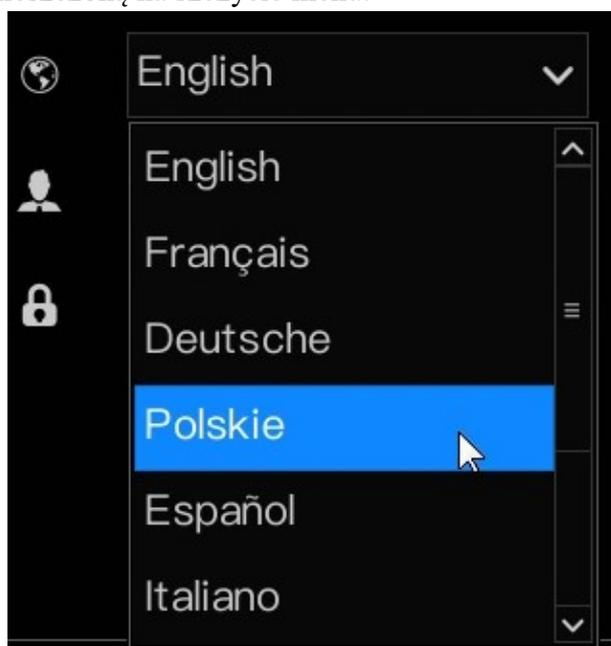 English
English
Français
Deutsche
Polskie
Español
Italiano